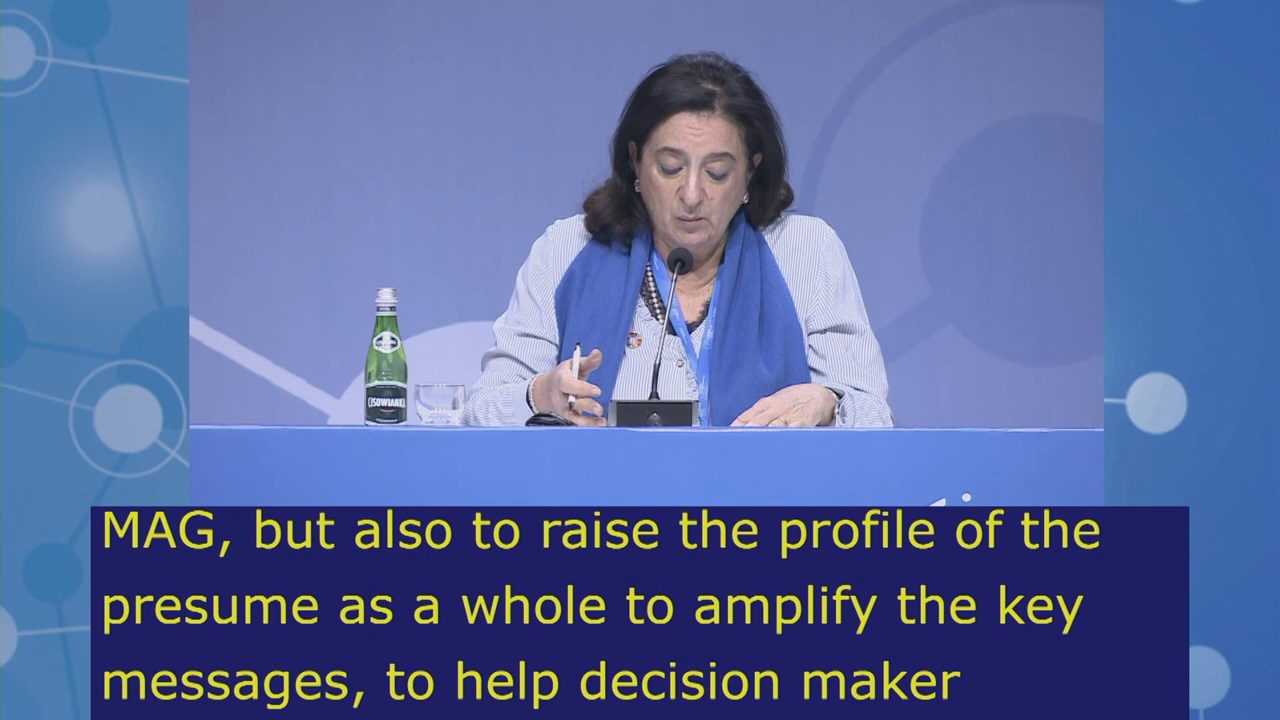 CISOWIANKA
MAG, but also to raise the profile of the
presume as a whole to amplify the key
messages, to help decision maker